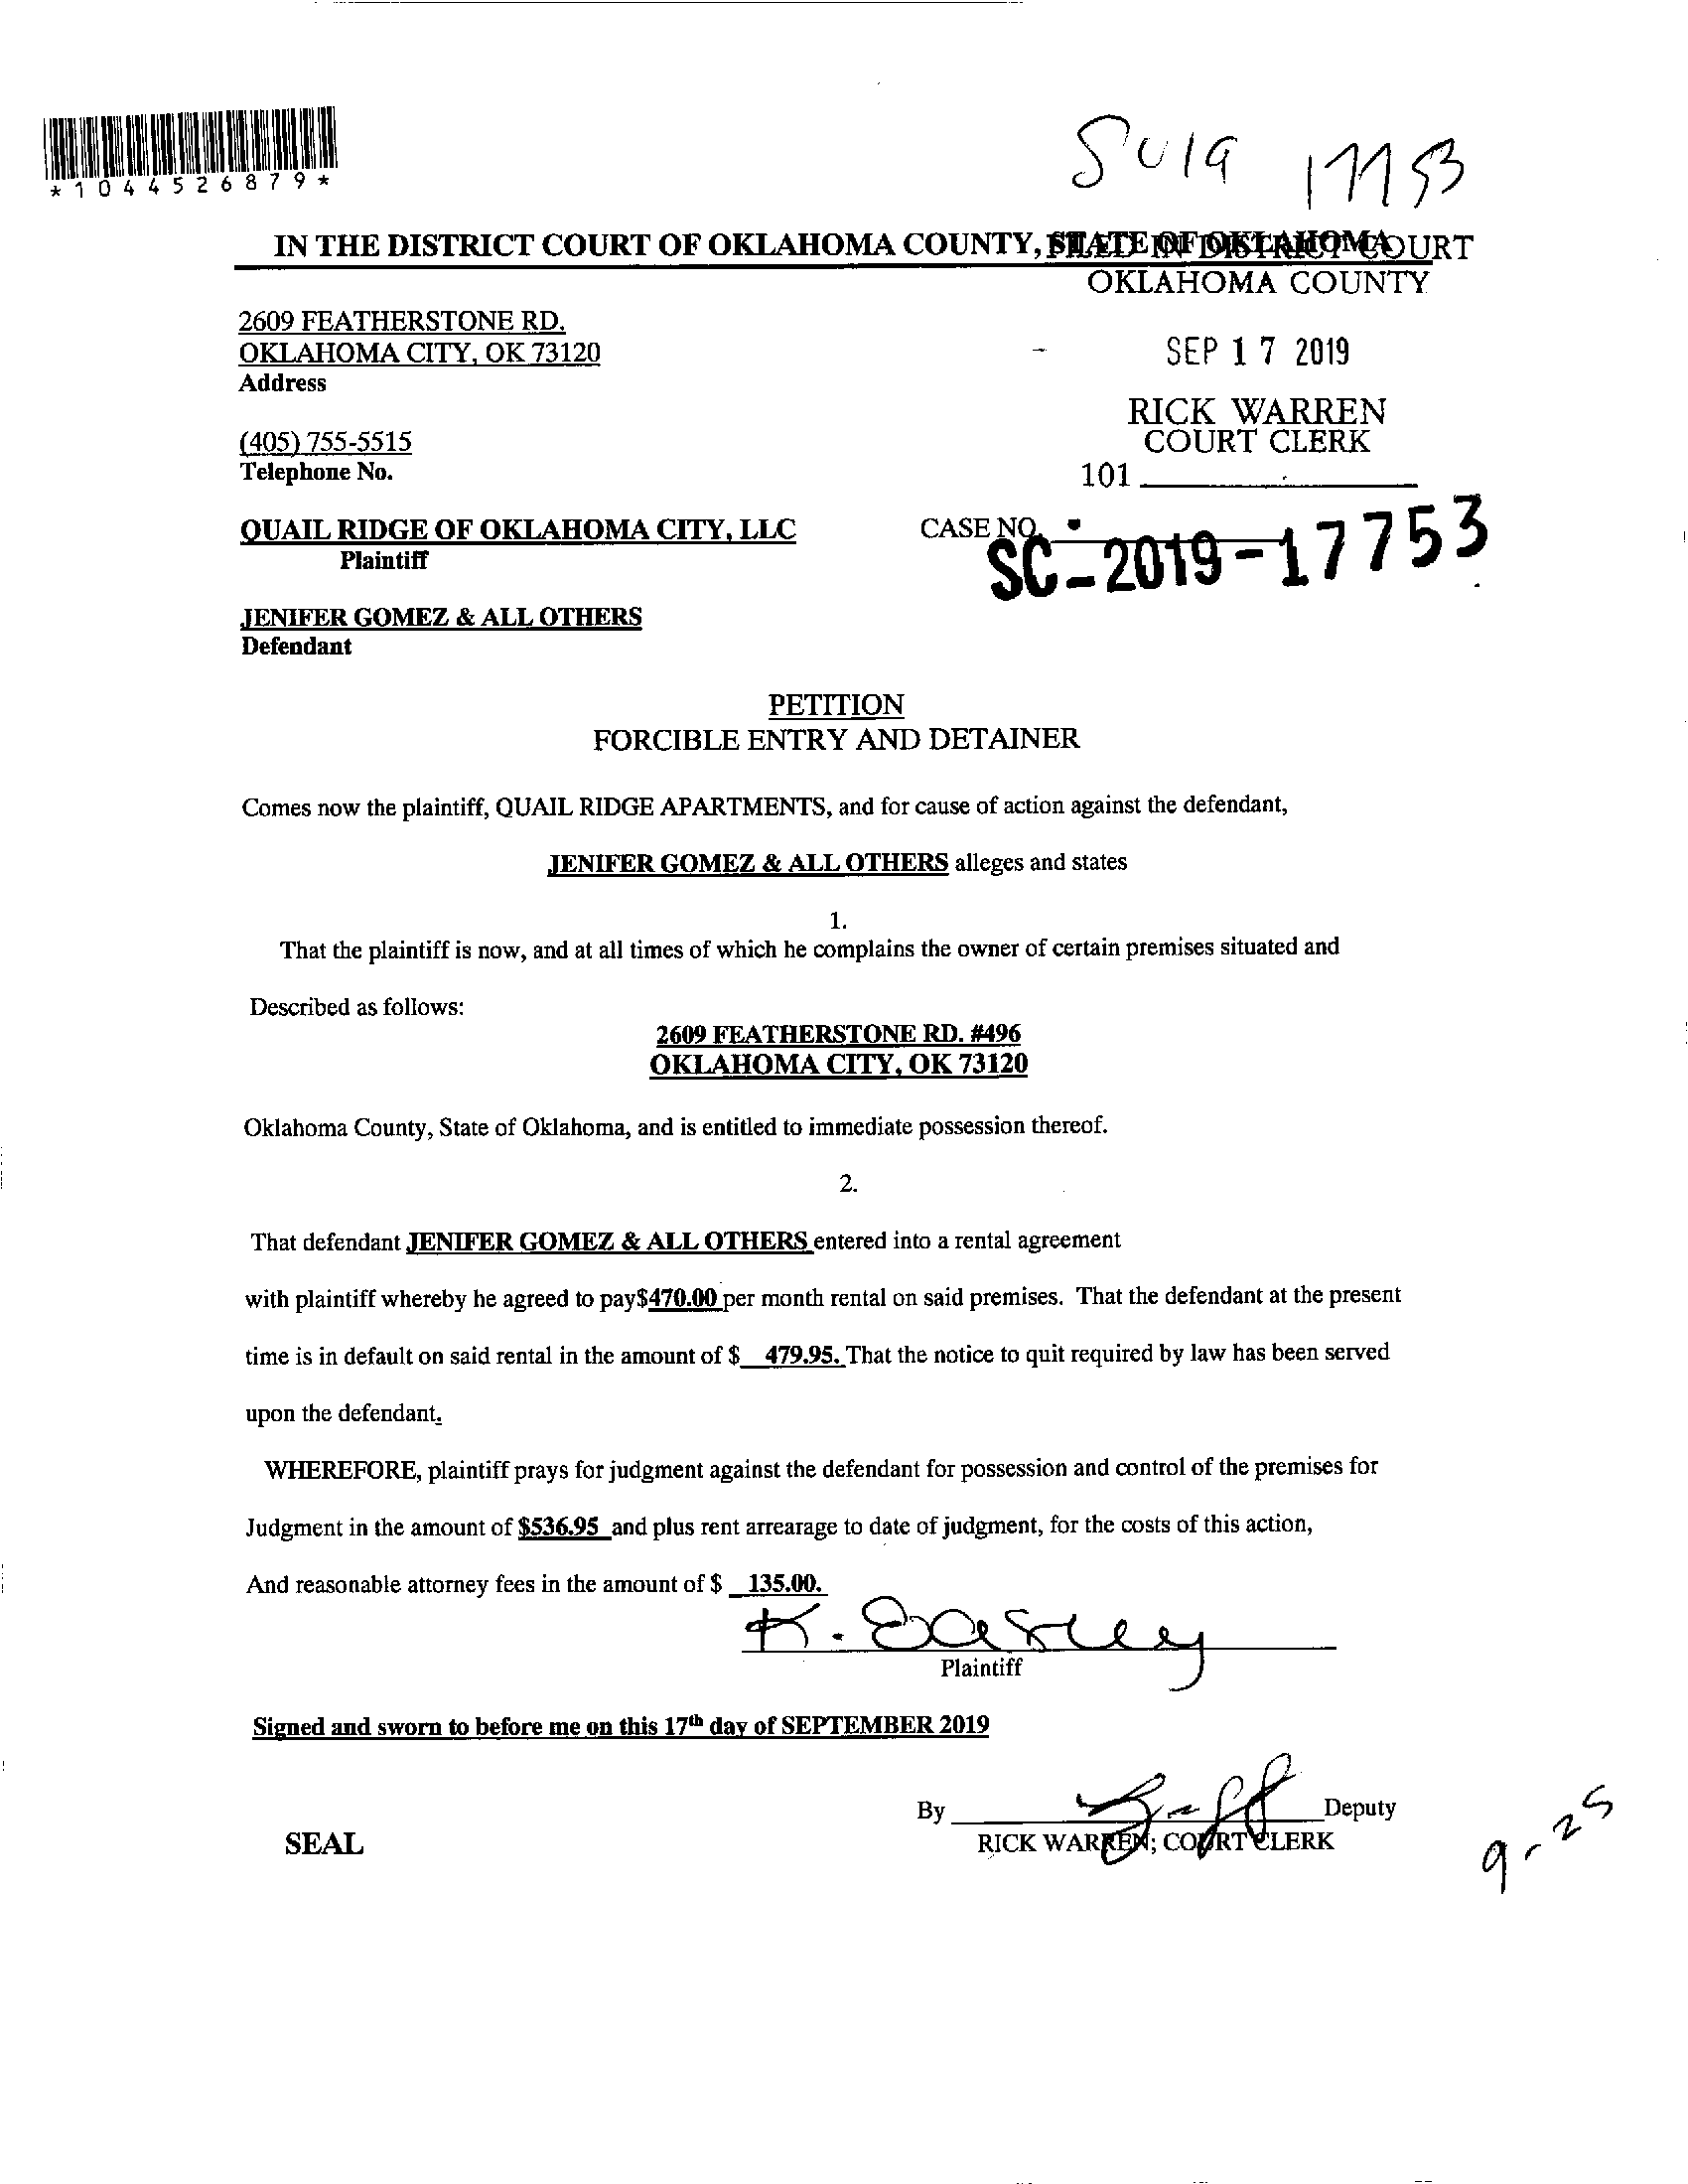 *1044526879*
SC19 17753
IN THE DISTRICT COURT OF OKLAHOMA COUNTY, STATE OF OKLAHOMA
FILED IN DISTRICT COURT
OKLAHOMA COUNTY
2609 FEATHERSTONE RD.
OKLAHOMA CITY, OK 73120
Address
SEP 17 2019
RICK WARREN
COURT CLERK
(405) 755-5515
Telephone No.
101
QUAIL RIDGE OF OKLAHOMA CITY, LLC
Plaintiff
CASE NO.
SC-2019-17753
JENIFER GOMEZ & ALL OTHERS
Defendant
PETITION
FORCIBLE ENTRY AND DETAINER
Comes now the plaintiff, QUAIL RIDGE APARTMENTS, and for cause of action against the defendant,
JENIFER GOMEZ & ALL OTHERS alleges and states
1.
That the plaintiff is now, and at all times of which he complains the owner of certain premises situated and
Described as follows:
2609 FEATHERSTONE RD. #496
OKLAHOMA CITY, OK 73120
Oklahoma County, State of Oklahoma, and is entitled to immediate possession thereof.
2.
That defendant JENIFER GOMEZ & ALL OTHERS entered into a rental agreement
with plaintiff whereby he agreed to pay$470.00 per month rental on said premises. That the defendant at the present
time is in default on said rental in the amount of $ 479.95. That the notice to quit required by law has been served
upon the defendant.
WHEREFORE, plaintiff prays for judgment against the defendant for possession and control of the premises for
Judgment in the amount of $536.95 and plus rent arrearage to date of judgment, for the costs of this action,
And reasonable attorney fees in the amount of $ 135.00.
K. Easley
Plaintiff
Signed and sworn to before me on this 17th day of SEPTEMBER 2019
By Deputy
SEAL
RICK WARREN; COURT CLERK
9-25